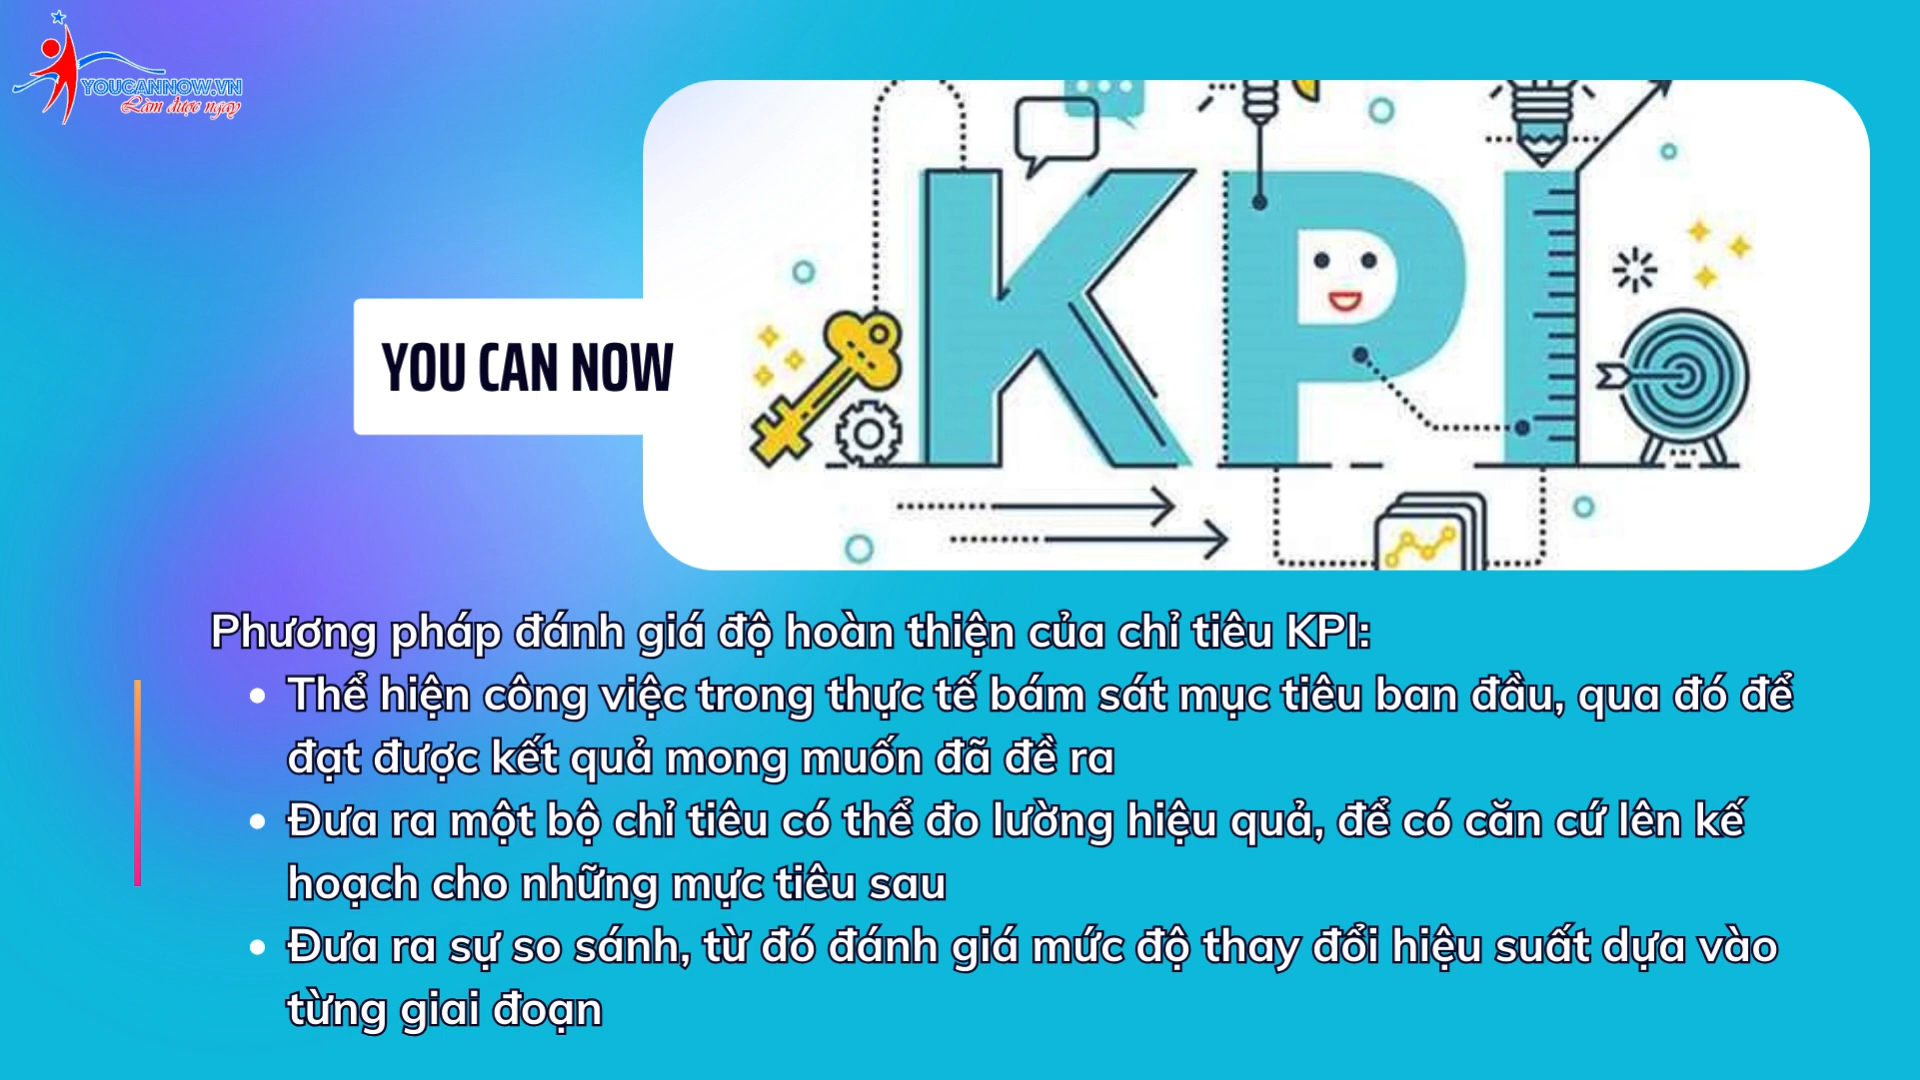 YOUCANNOW.VN
Làm được ngay
KPI
YOU CAN NOW
Phương pháp đánh giá độ hoàn thiện của chỉ tiêu KPI:
• Thể hiện công việc trong thực tế bám sát mục tiêu ban đầu, qua đó để
đạt được kết quả mong muốn đã đề ra
• Đưa ra một bộ chỉ tiêu có thể đo lường hiệu quả, để có căn cứ lên kế
hoạch cho những mực tiêu sau
• Đưa ra sự so sánh, từ đó đánh giá mức độ thay đổi hiệu suất dựa vào
từng giai đoạn